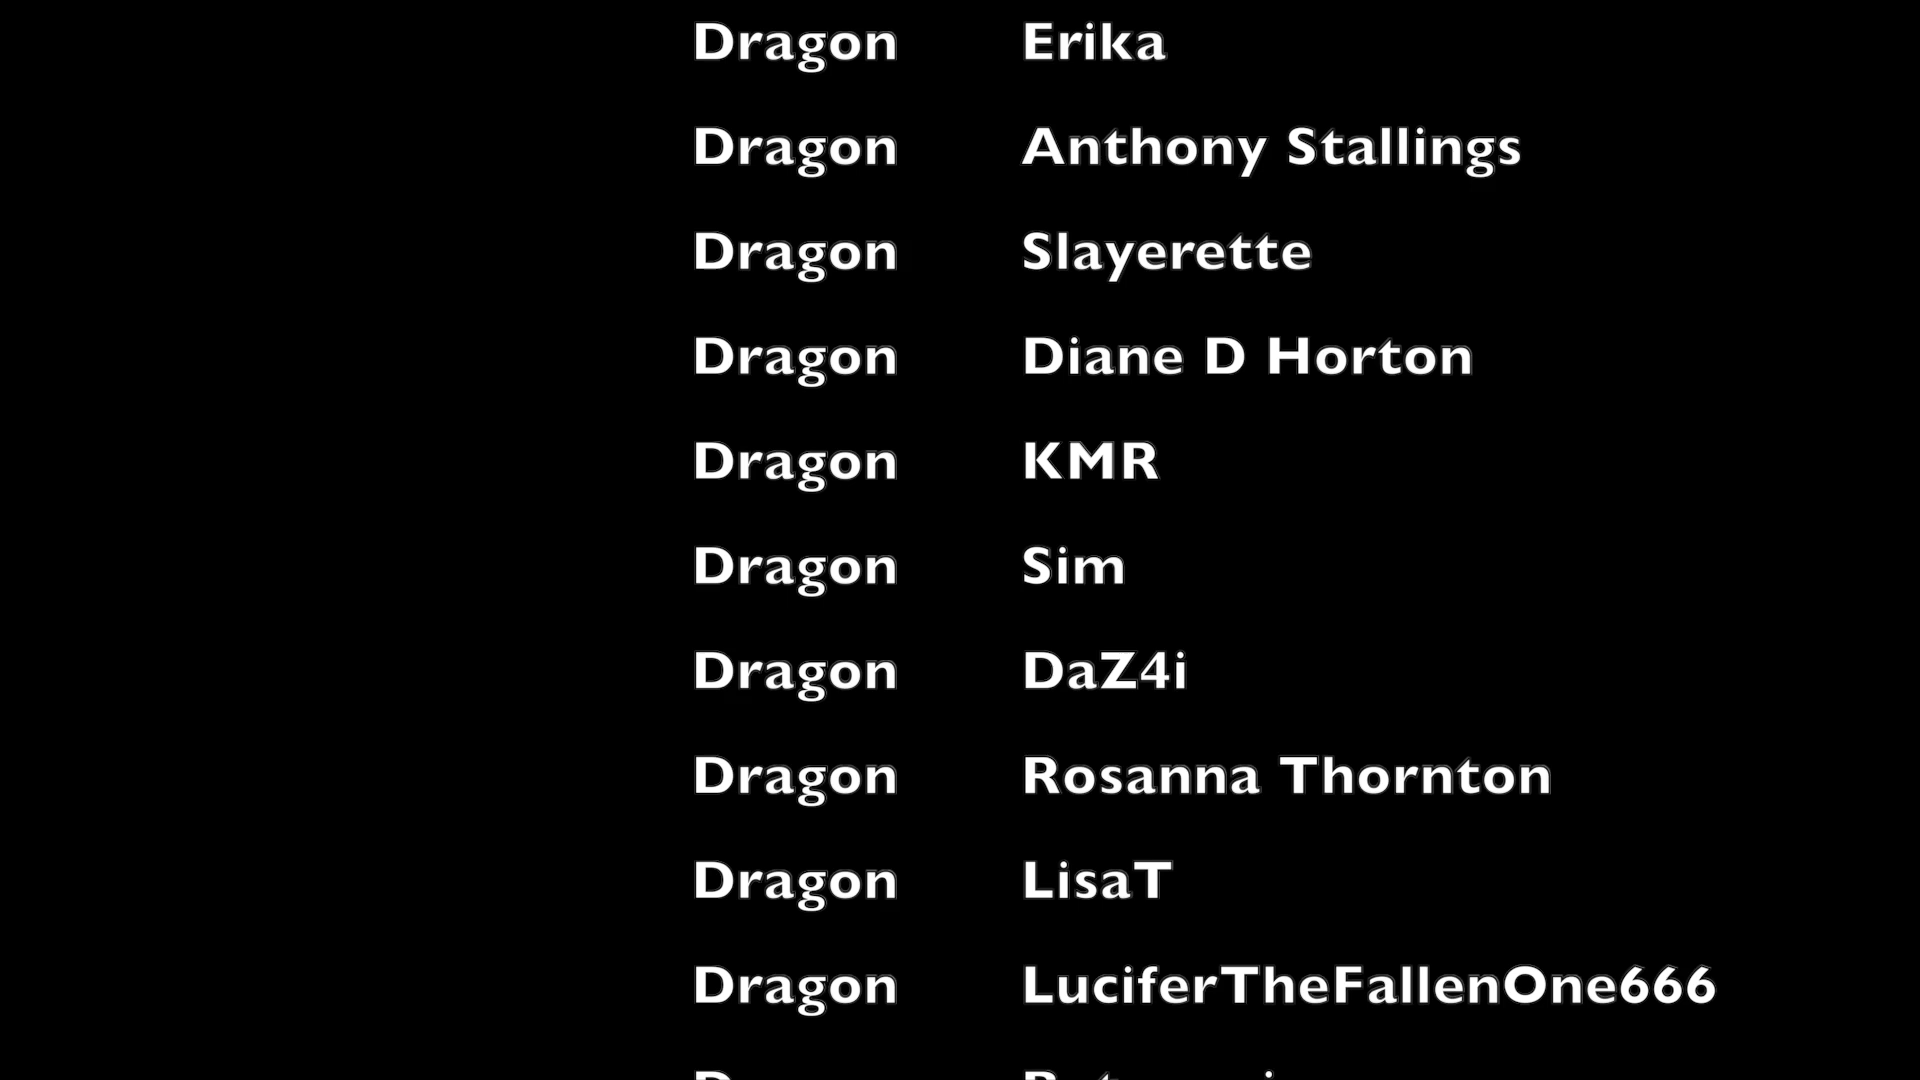 Dragon Erika
Dragon Anthony Stallings
Dragon Slayerette
Dragon Diane D Horton
Dragon KMR
Dragon Sim
Dragon DaZ4i
Dragon Rosanna Thornton
Dragon LisaT
Dragon LuciferTheFallenOne666